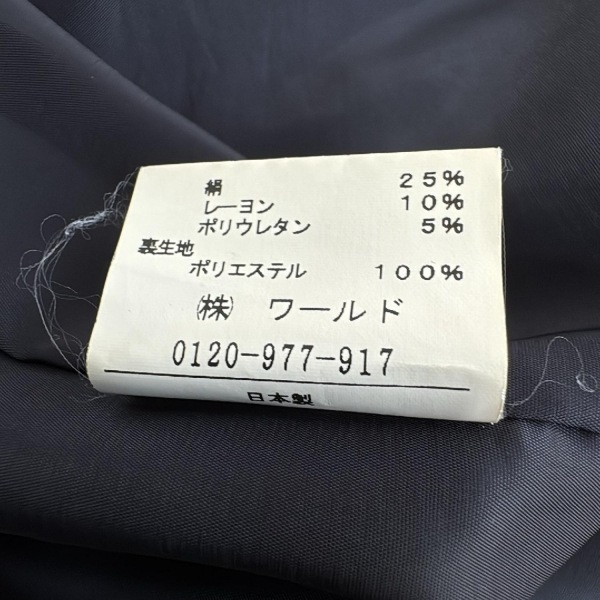 絹 25%
レーヨン 10%
ポリウレタン 5%
裏生地
ポリエステル 100%
㈱ ワールド
0120-977-917
日本製